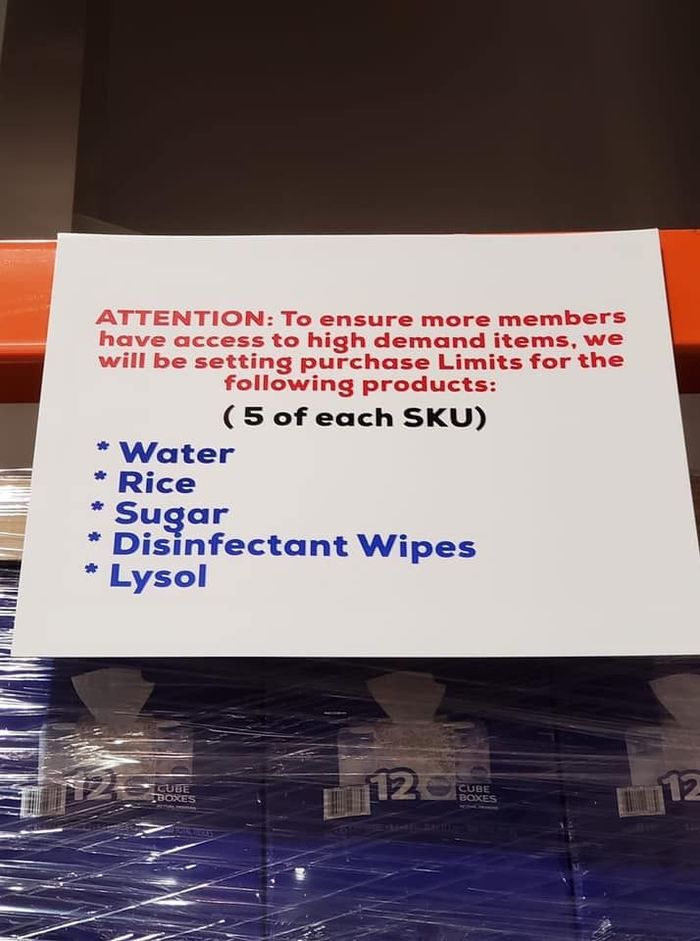 ATTENTION: To ensure more members
have access to high demand items, we
will be setting purchase Limits for the
following products:
( 5 of each SKU)
* Water
* Rice
* Sugar
* Disinfectant Wipes
* Lysol
12 CUBE
BOXES
12 CUBE
BOXES
12